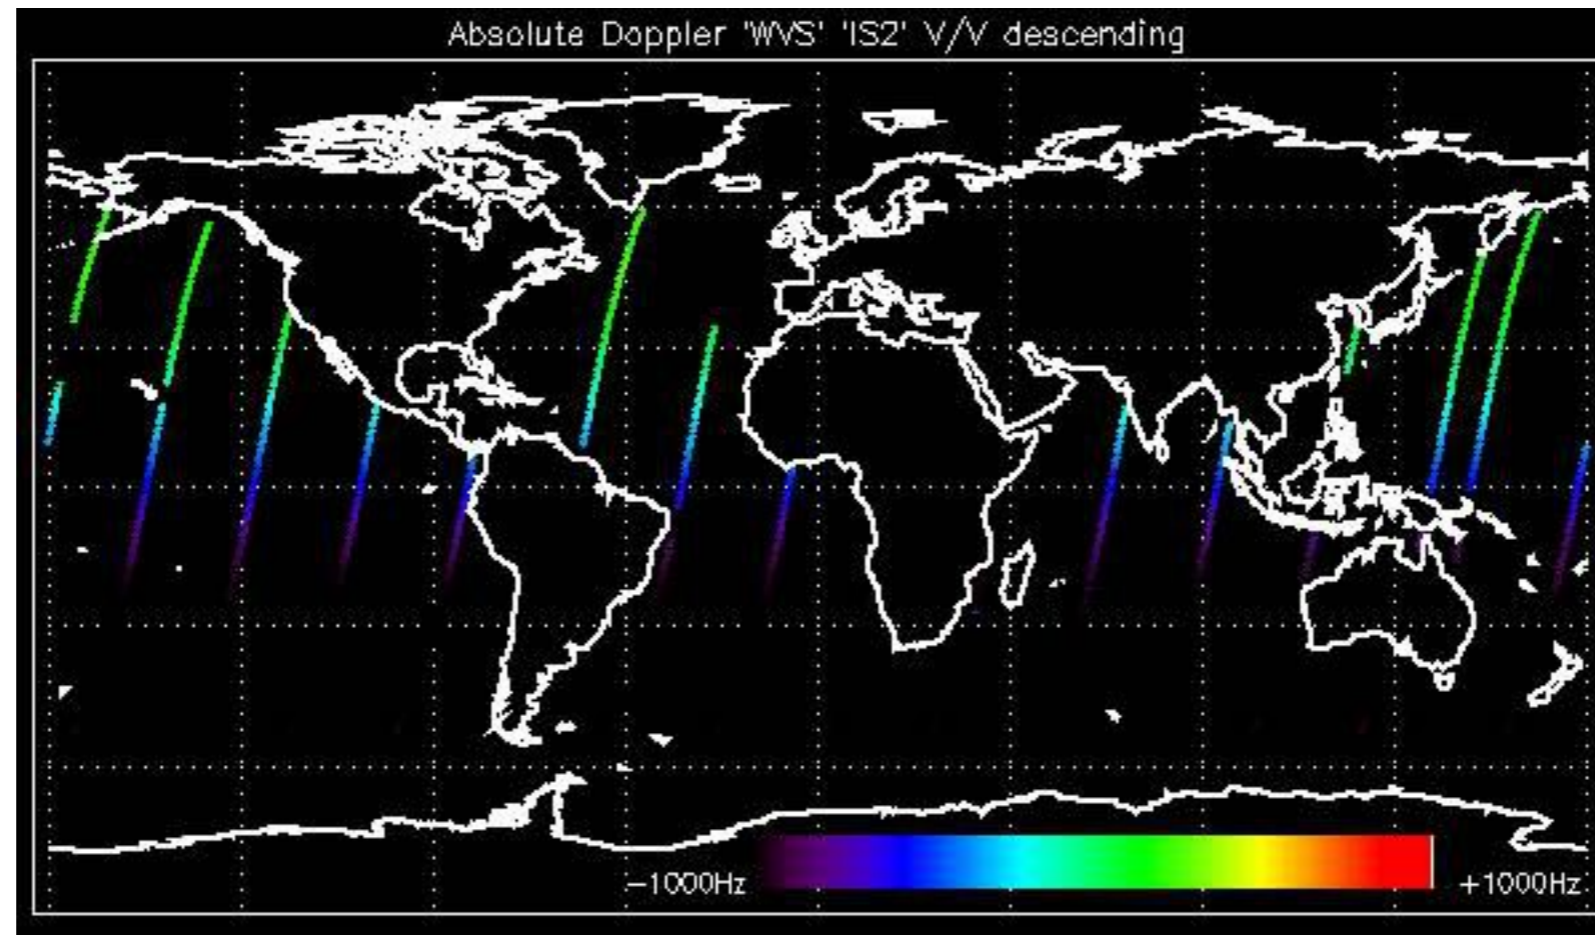 Absolute Doppler 'WVS' 'IS2' V/V descending
−1000Hz +1000Hz